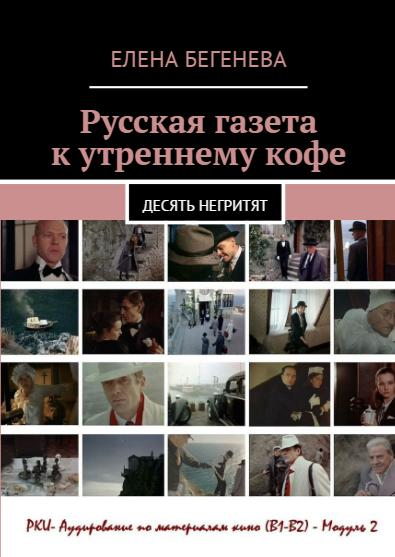 ЕЛЕНА БЕГЕНЕВА
Русская газета
к утреннему кофе
ДЕСЯТЬ НЕГРИТЯТ
РКИ- Аудирование по материалам кино (В1-В2) - Модуль 2